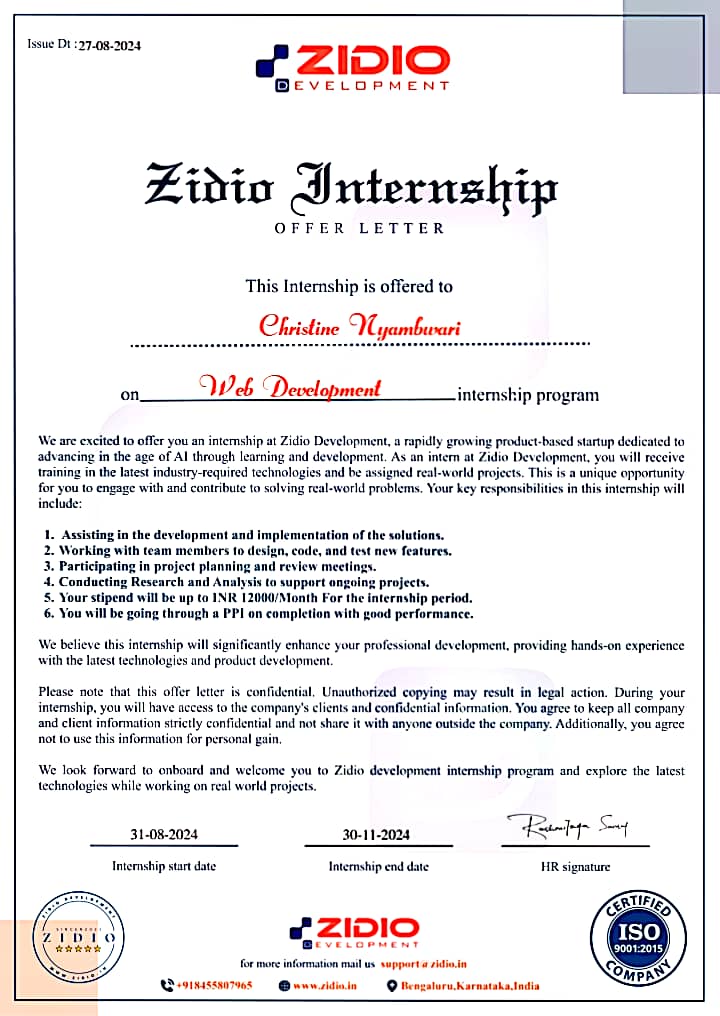 Issue Dt : 27-08-2024
ZIDIO
DEVELOPMENT
Zidio Internship
OFFER LETTER
This Internship is offered to
Christine Nyambwari
on Web Development internship program
We are excited to offer you an internship at Zidio Development, a rapidly growing product-based startup dedicated to
advancing in the age of AI through learning and development. As an intern at Zidio Development, you will receive
training in the latest industry-required technologies and be assigned real-world projects. This is a unique opportunity
for you to engage with and contribute to solving real-world problems. Your key responsibilities in this internship will
include:
1. Assisting in the development and implementation of the solutions.
2. Working with team members to design, code, and test new features.
3. Participating in project planning and review meetings.
4. Conducting Research and Analysis to support ongoing projects.
5. Your stipend will be up to INR 12000/Month For the internship period.
6. You will be going through a PPI on completion with good performance.
We believe this internship will significantly enhance your professional development, providing hands-on experience
with the latest technologies and product development.
Please note that this offer letter is confidential. Unauthorized copying may result in legal action. During your
internship, you will have access to the company's clients and confidential information. You agree to keep all company
and client information strictly confidential and not share it with anyone outside the company. Additionally, you agree
not to use this information for personal gain.
We look forward to onboard and welcome you to Zidio development internship program and explore the latest
technologies while working on real world projects.
31-08-2024 30-11-2024
Internship start date Internship end date HR signature
ZIDIO DEVELOPMENT
ZIDIO
WWW.ZIDIO.IN
ZIDIO
DEVELOPMENT
CERTIFIED
ISO
9001:2015
COMPANY
for more information mail us support@zidio.in
+918455807965 www.zidio.in Bengaluru,Karnataka,India